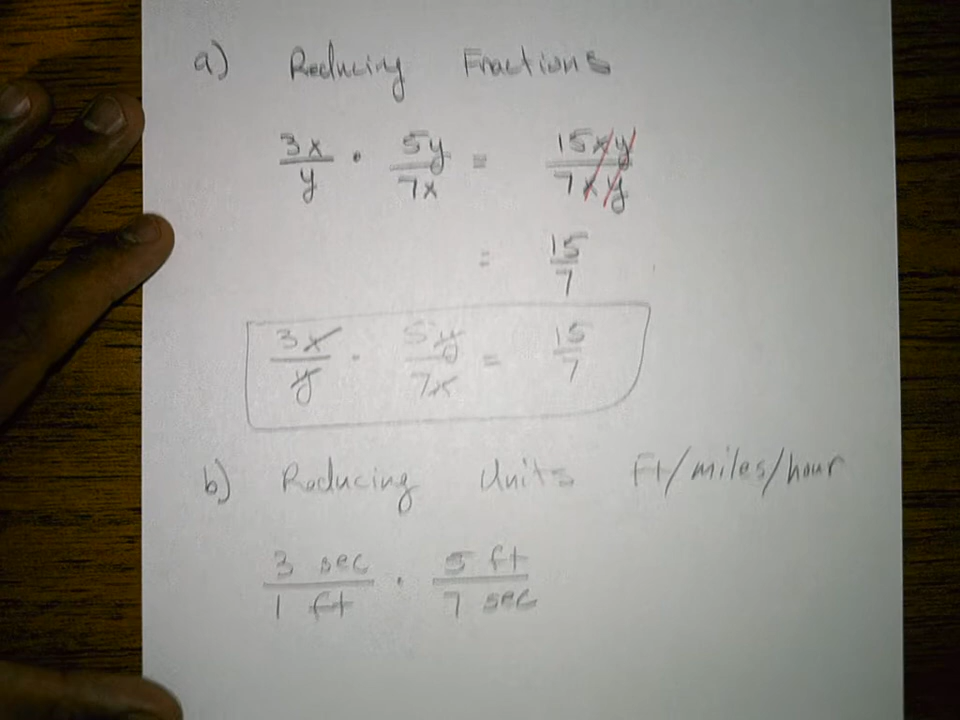 a) Reducing Fractions
3x/y · 5y/7x = 15xy/7xy
= 15/7
3x/y · 5y/7x = 15/7
b) Reducing Units Ft/miles/hour
3 sec/1 ft · 5 ft/7 sec